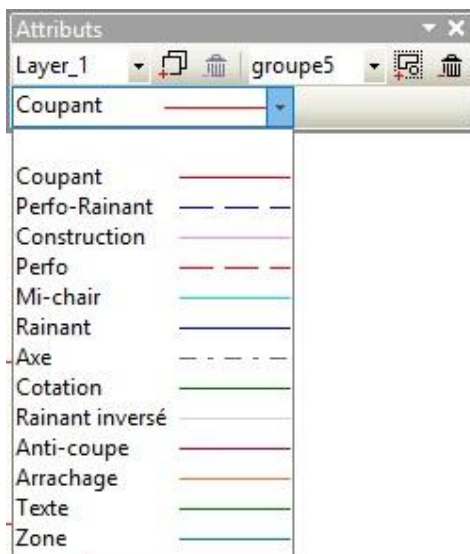 Attributs
Layer_1 groupe5
Coupant
Coupant
Perfo-Rainant
Construction
Perfo
Mi-chair
Rainant
Axe
Cotation
Rainant inversé
Anti-coupe
Arrachage
Texte
Zone